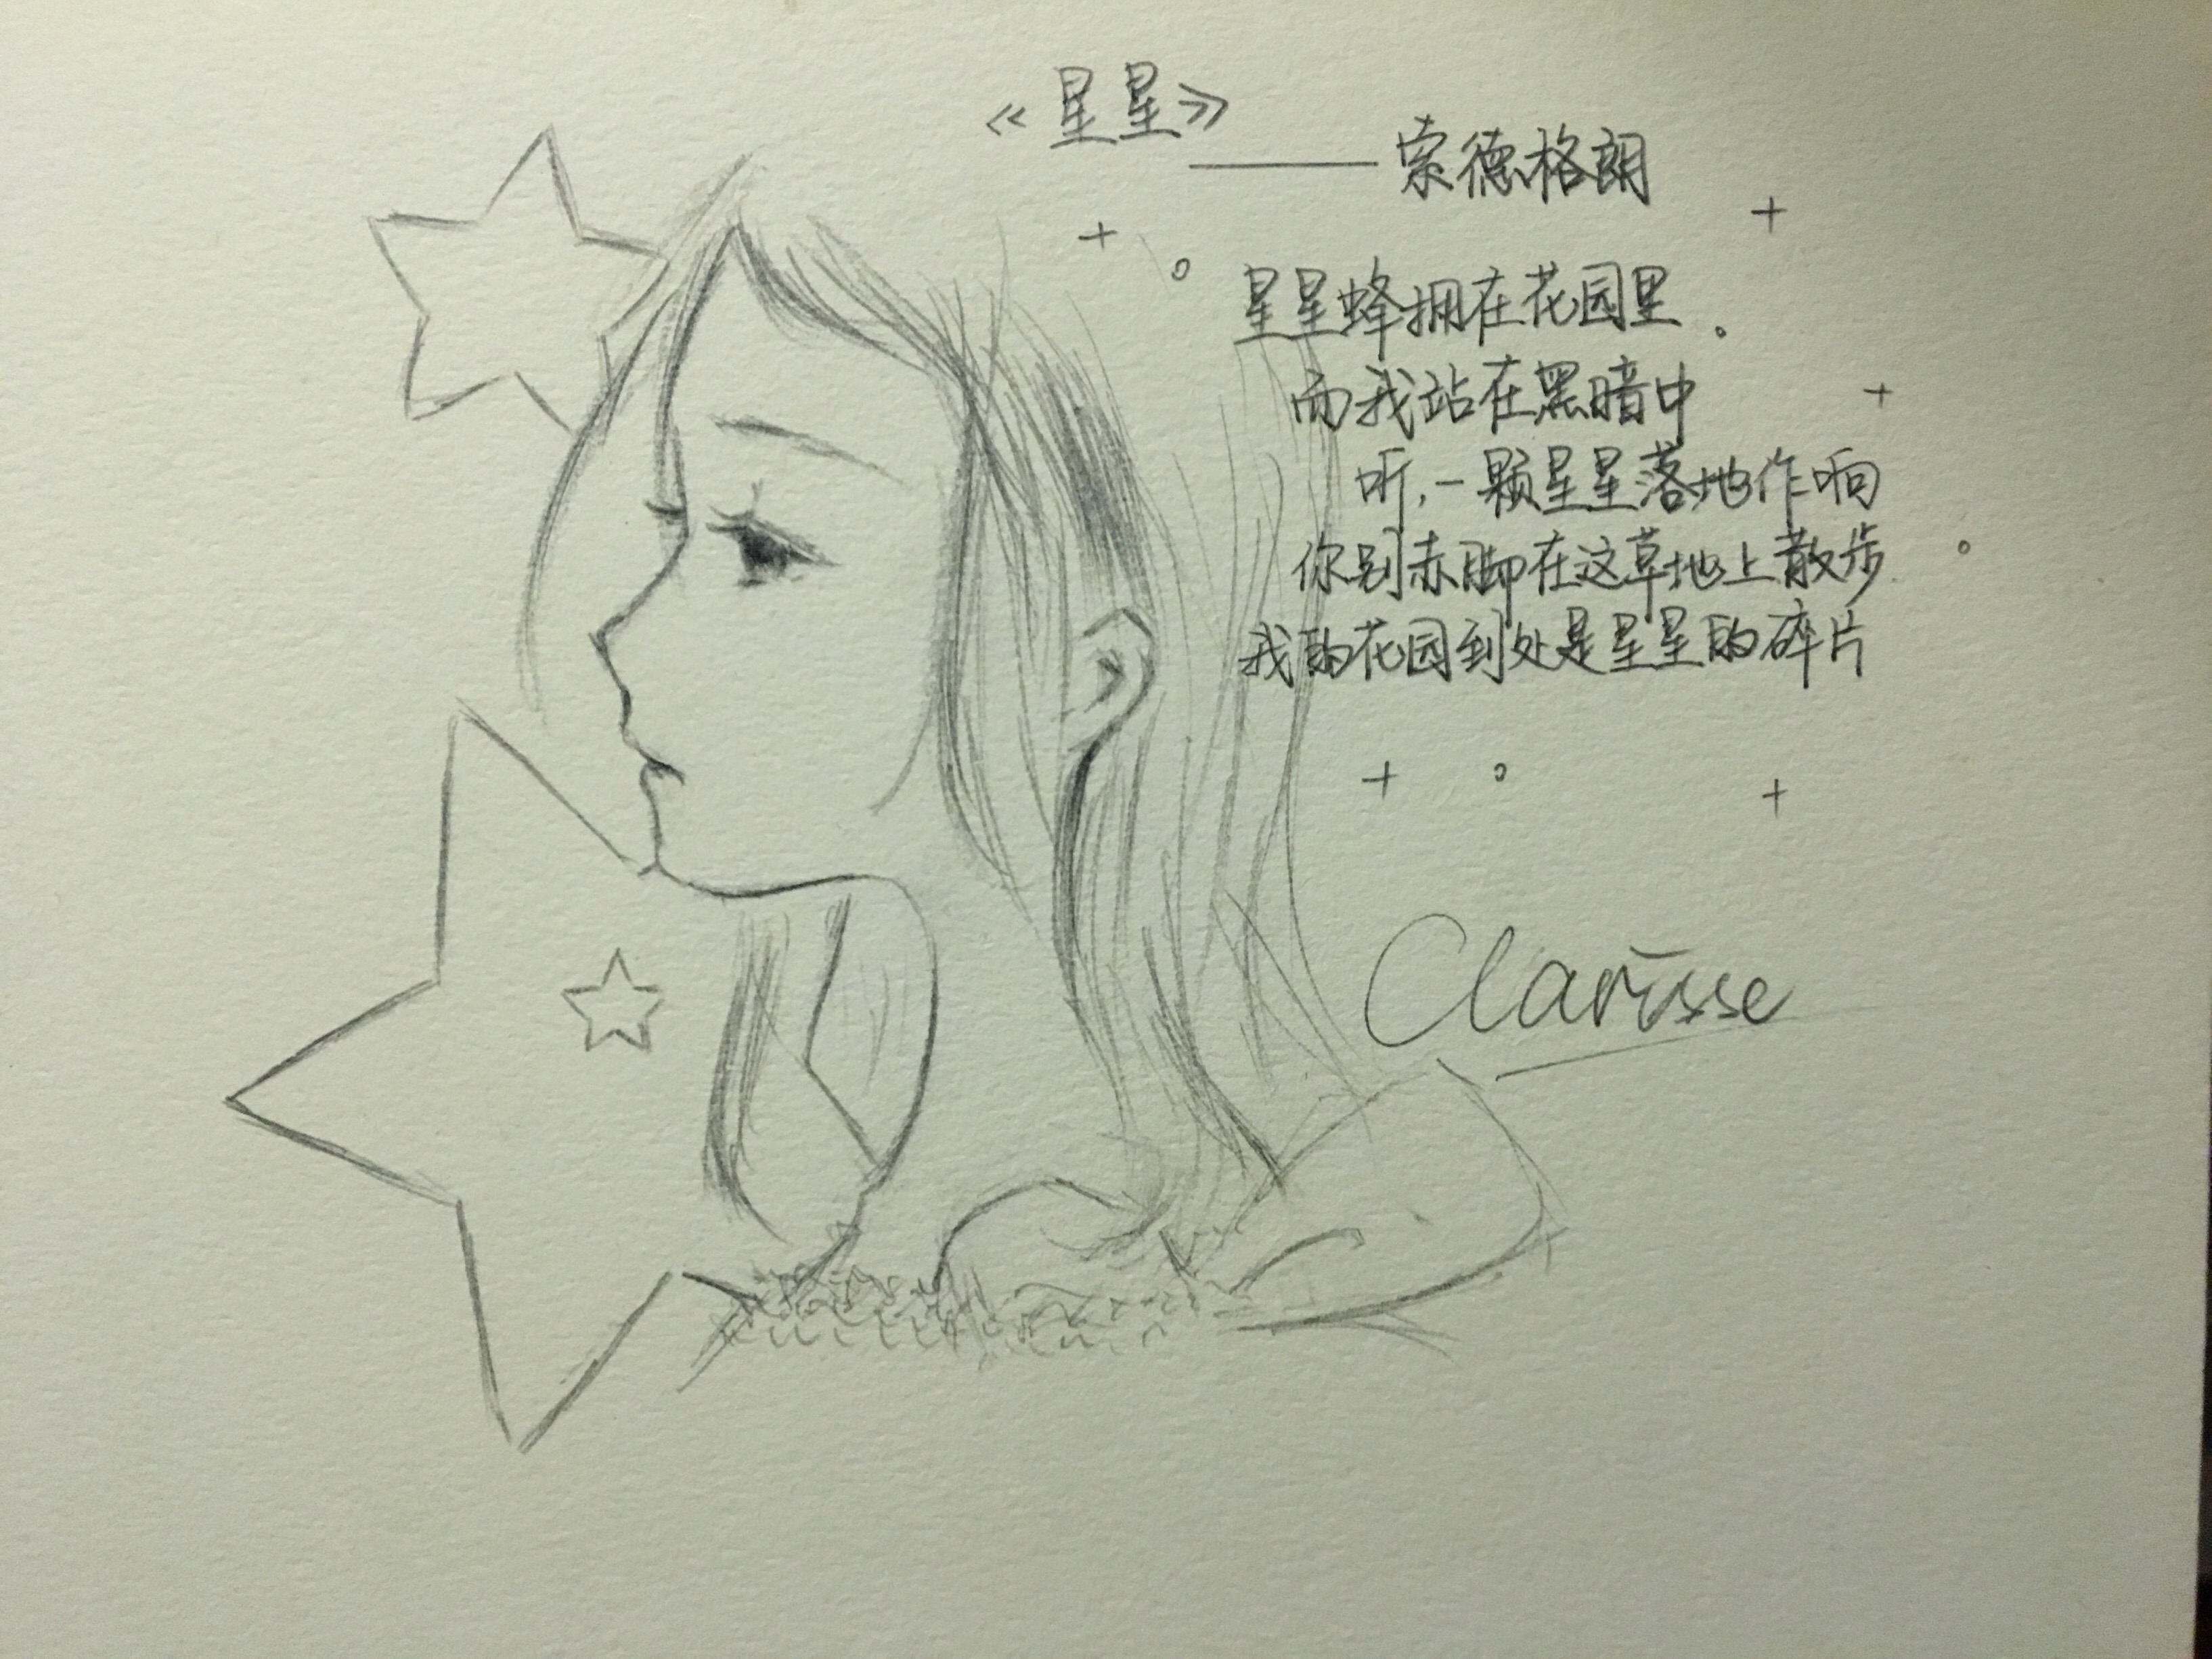 《星星》
——索德格朗
星星蜂拥在花园里。
而我站在黑暗中
听,一颗星星落地作响
你别赤脚在这草地上散步
我的花园到处是星星的碎片
Clarisse